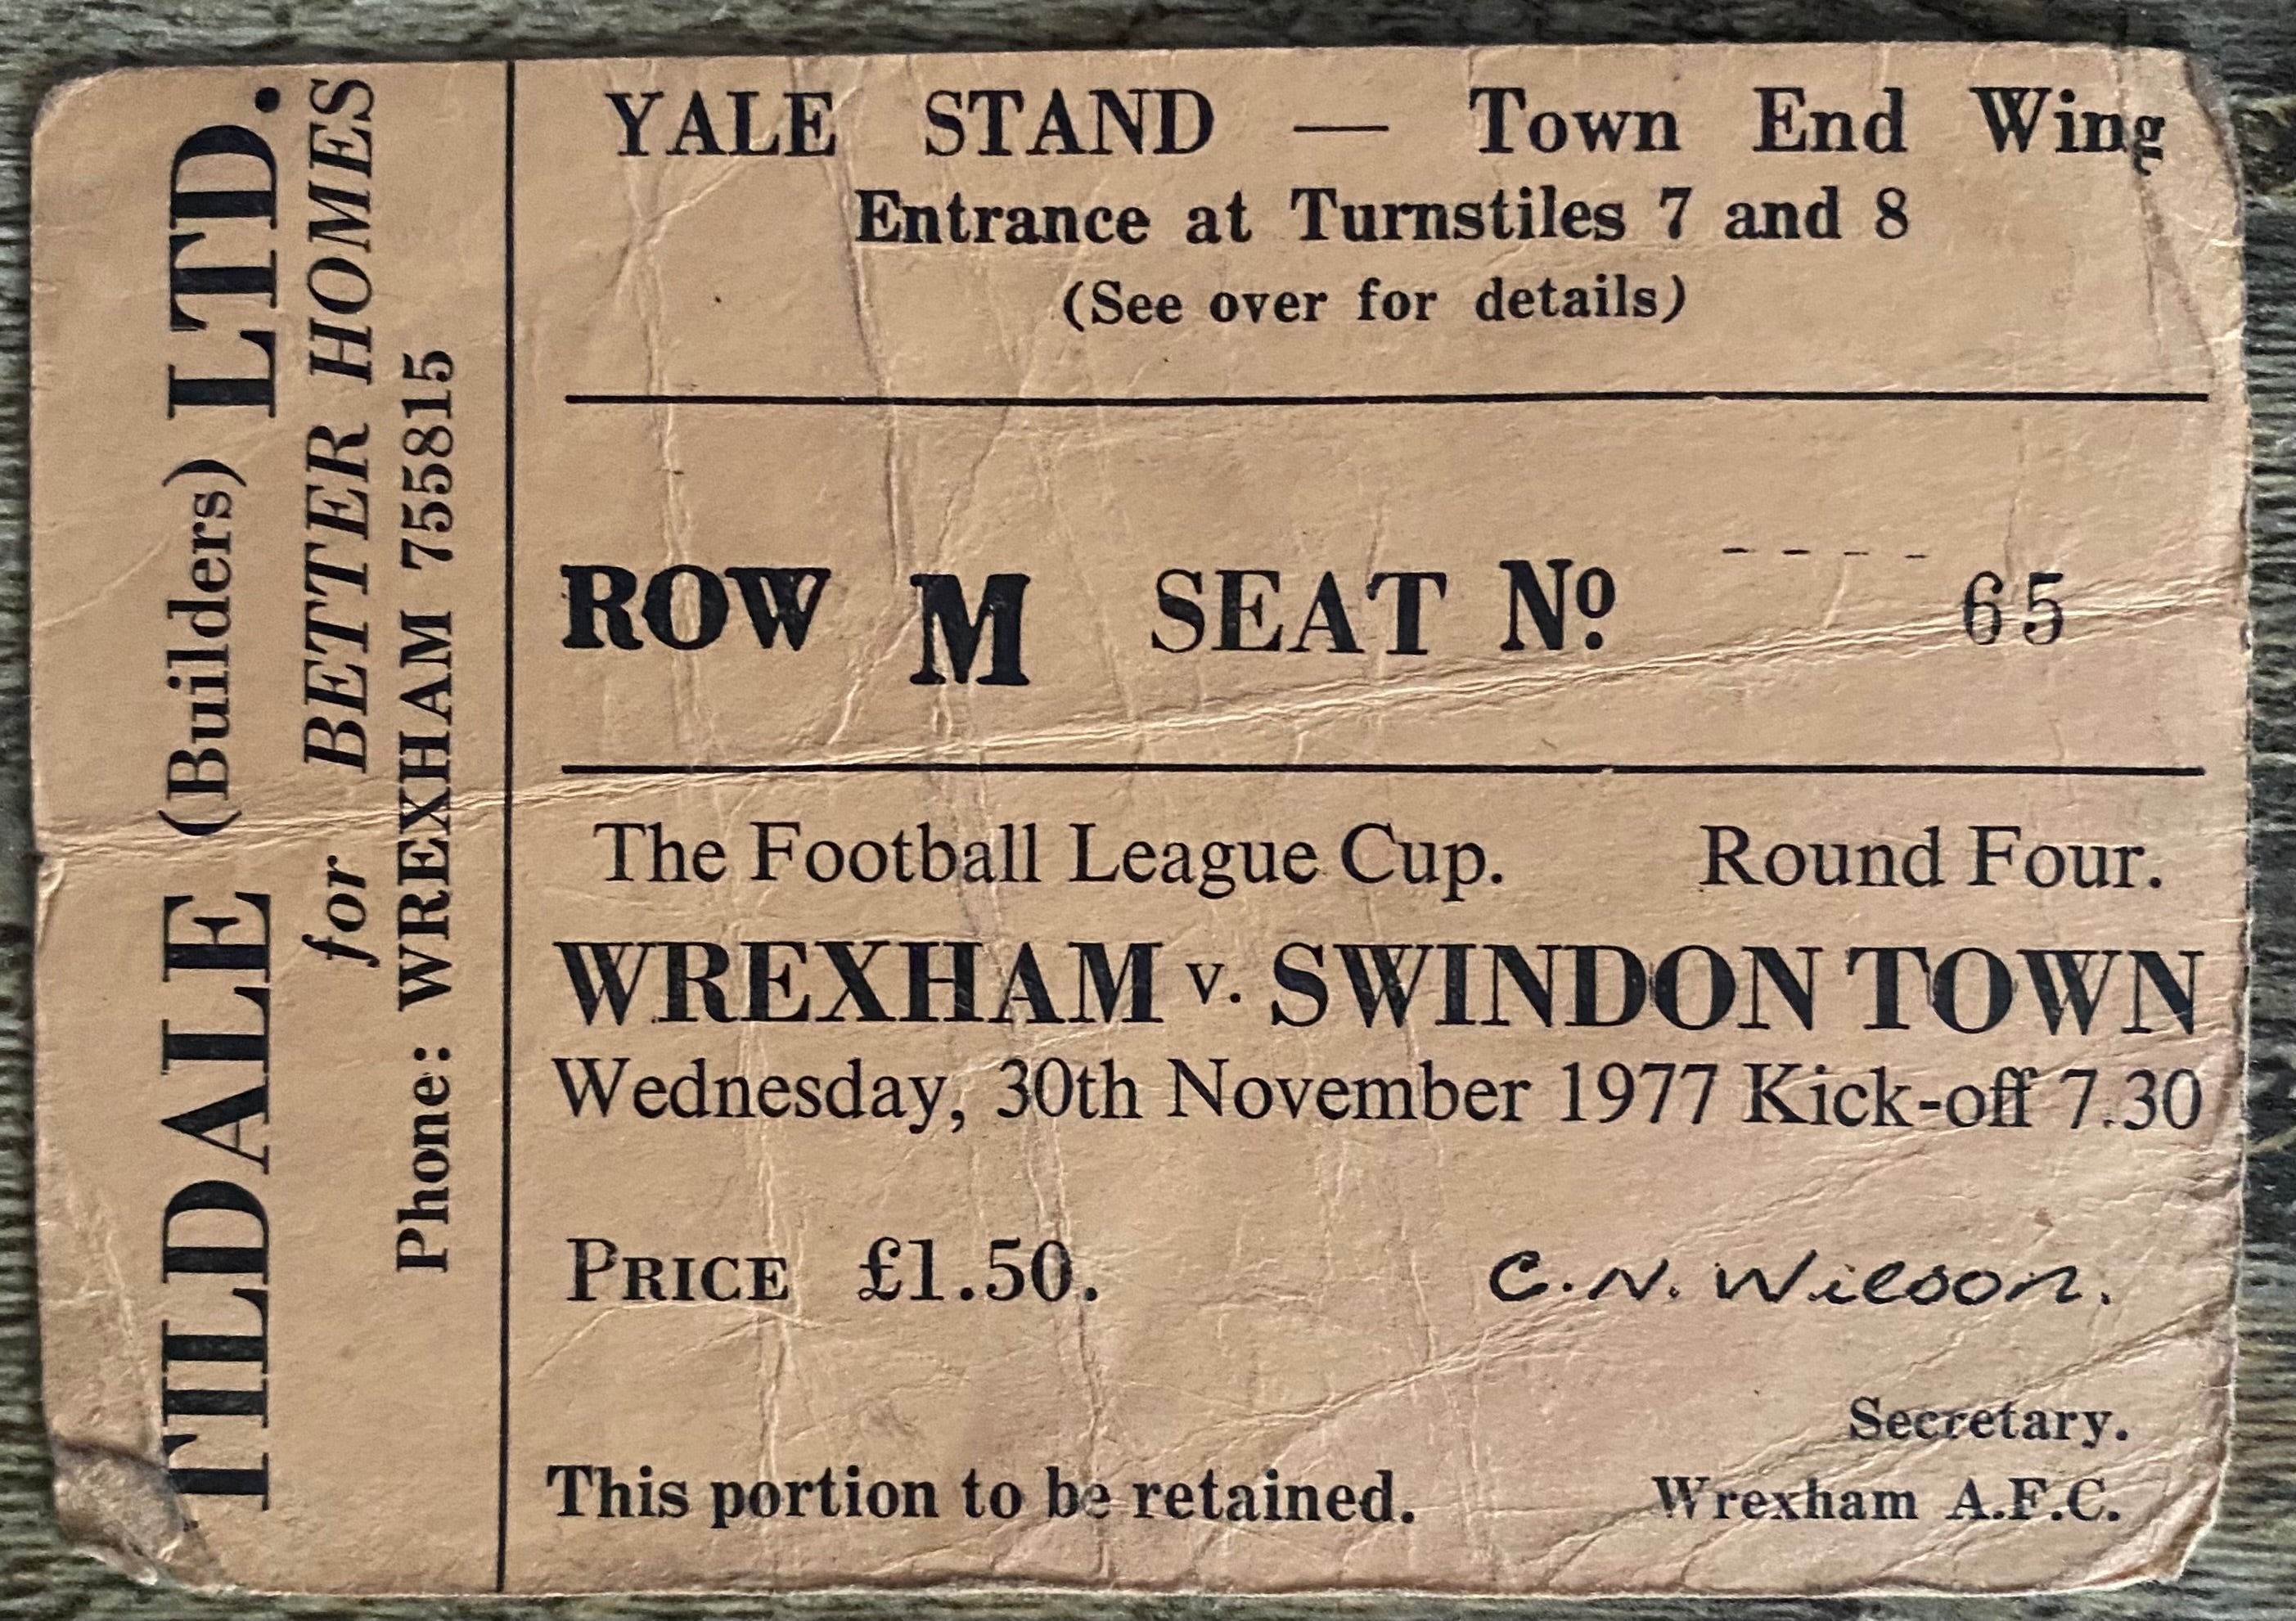 TILDALE (Builders) LTD.
for BETTER HOMES
Phone: WREXHAM 755815
YALE STAND — Town End Wing
Entrance at Turnstiles 7 and 8
(See over for details)
ROW M SEAT Nº ---- 65
The Football League Cup. Round Four.
WREXHAM v. SWINDON TOWN
Wednesday, 30th November 1977 Kick-off 7.30
PRICE £1.50. C.N. Wilson.
Secretary.
This portion to be retained. Wrexham A.F.C.